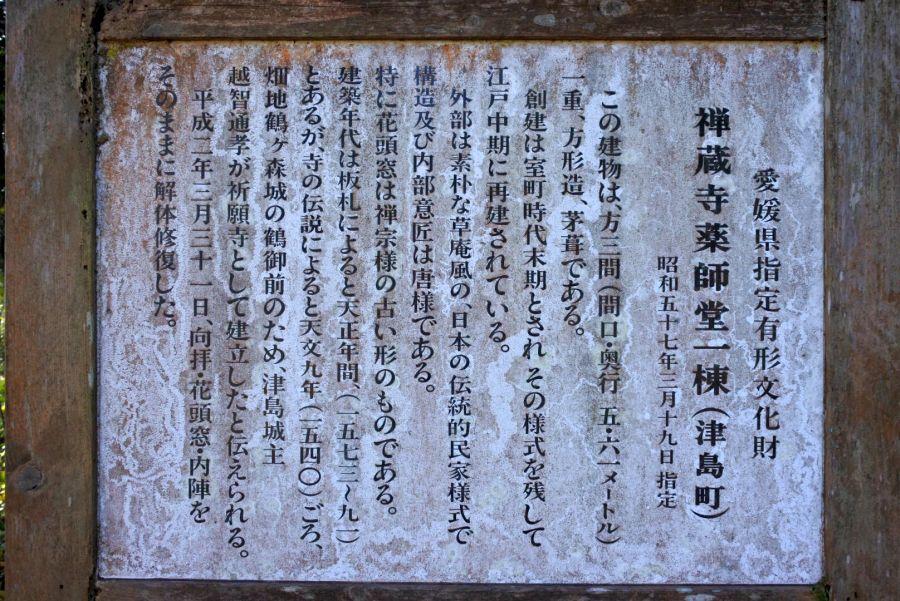 愛媛県指定有形文化財
禅蔵寺薬師堂一棟(津島町)
昭和五十七年三月十九日 指定
この建物は、方三間(間口・奥行 五・六一メートル)
一重、方形造、茅葺である。
創建は室町時代末期とされ その様式を残して
江戸中期に再建されている。
外部は素朴な草庵風の、日本の伝統的民家様式で
構造及び内部意匠は唐様である。
特に花頭窓は禅宗様の古い形のものである。
建築年代は板札によると天正年間、(一五七三〜九一)
とあるが、寺の伝説によると天文九年(一五四〇)ごろ、
畑地鶴ヶ森城の鶴御前のため、津島城主
越智通孝が祈願寺として建立したと伝えられる。
平成二年三月三十一日、向拝・花頭窓・内陣を
そのままに解体修復した。